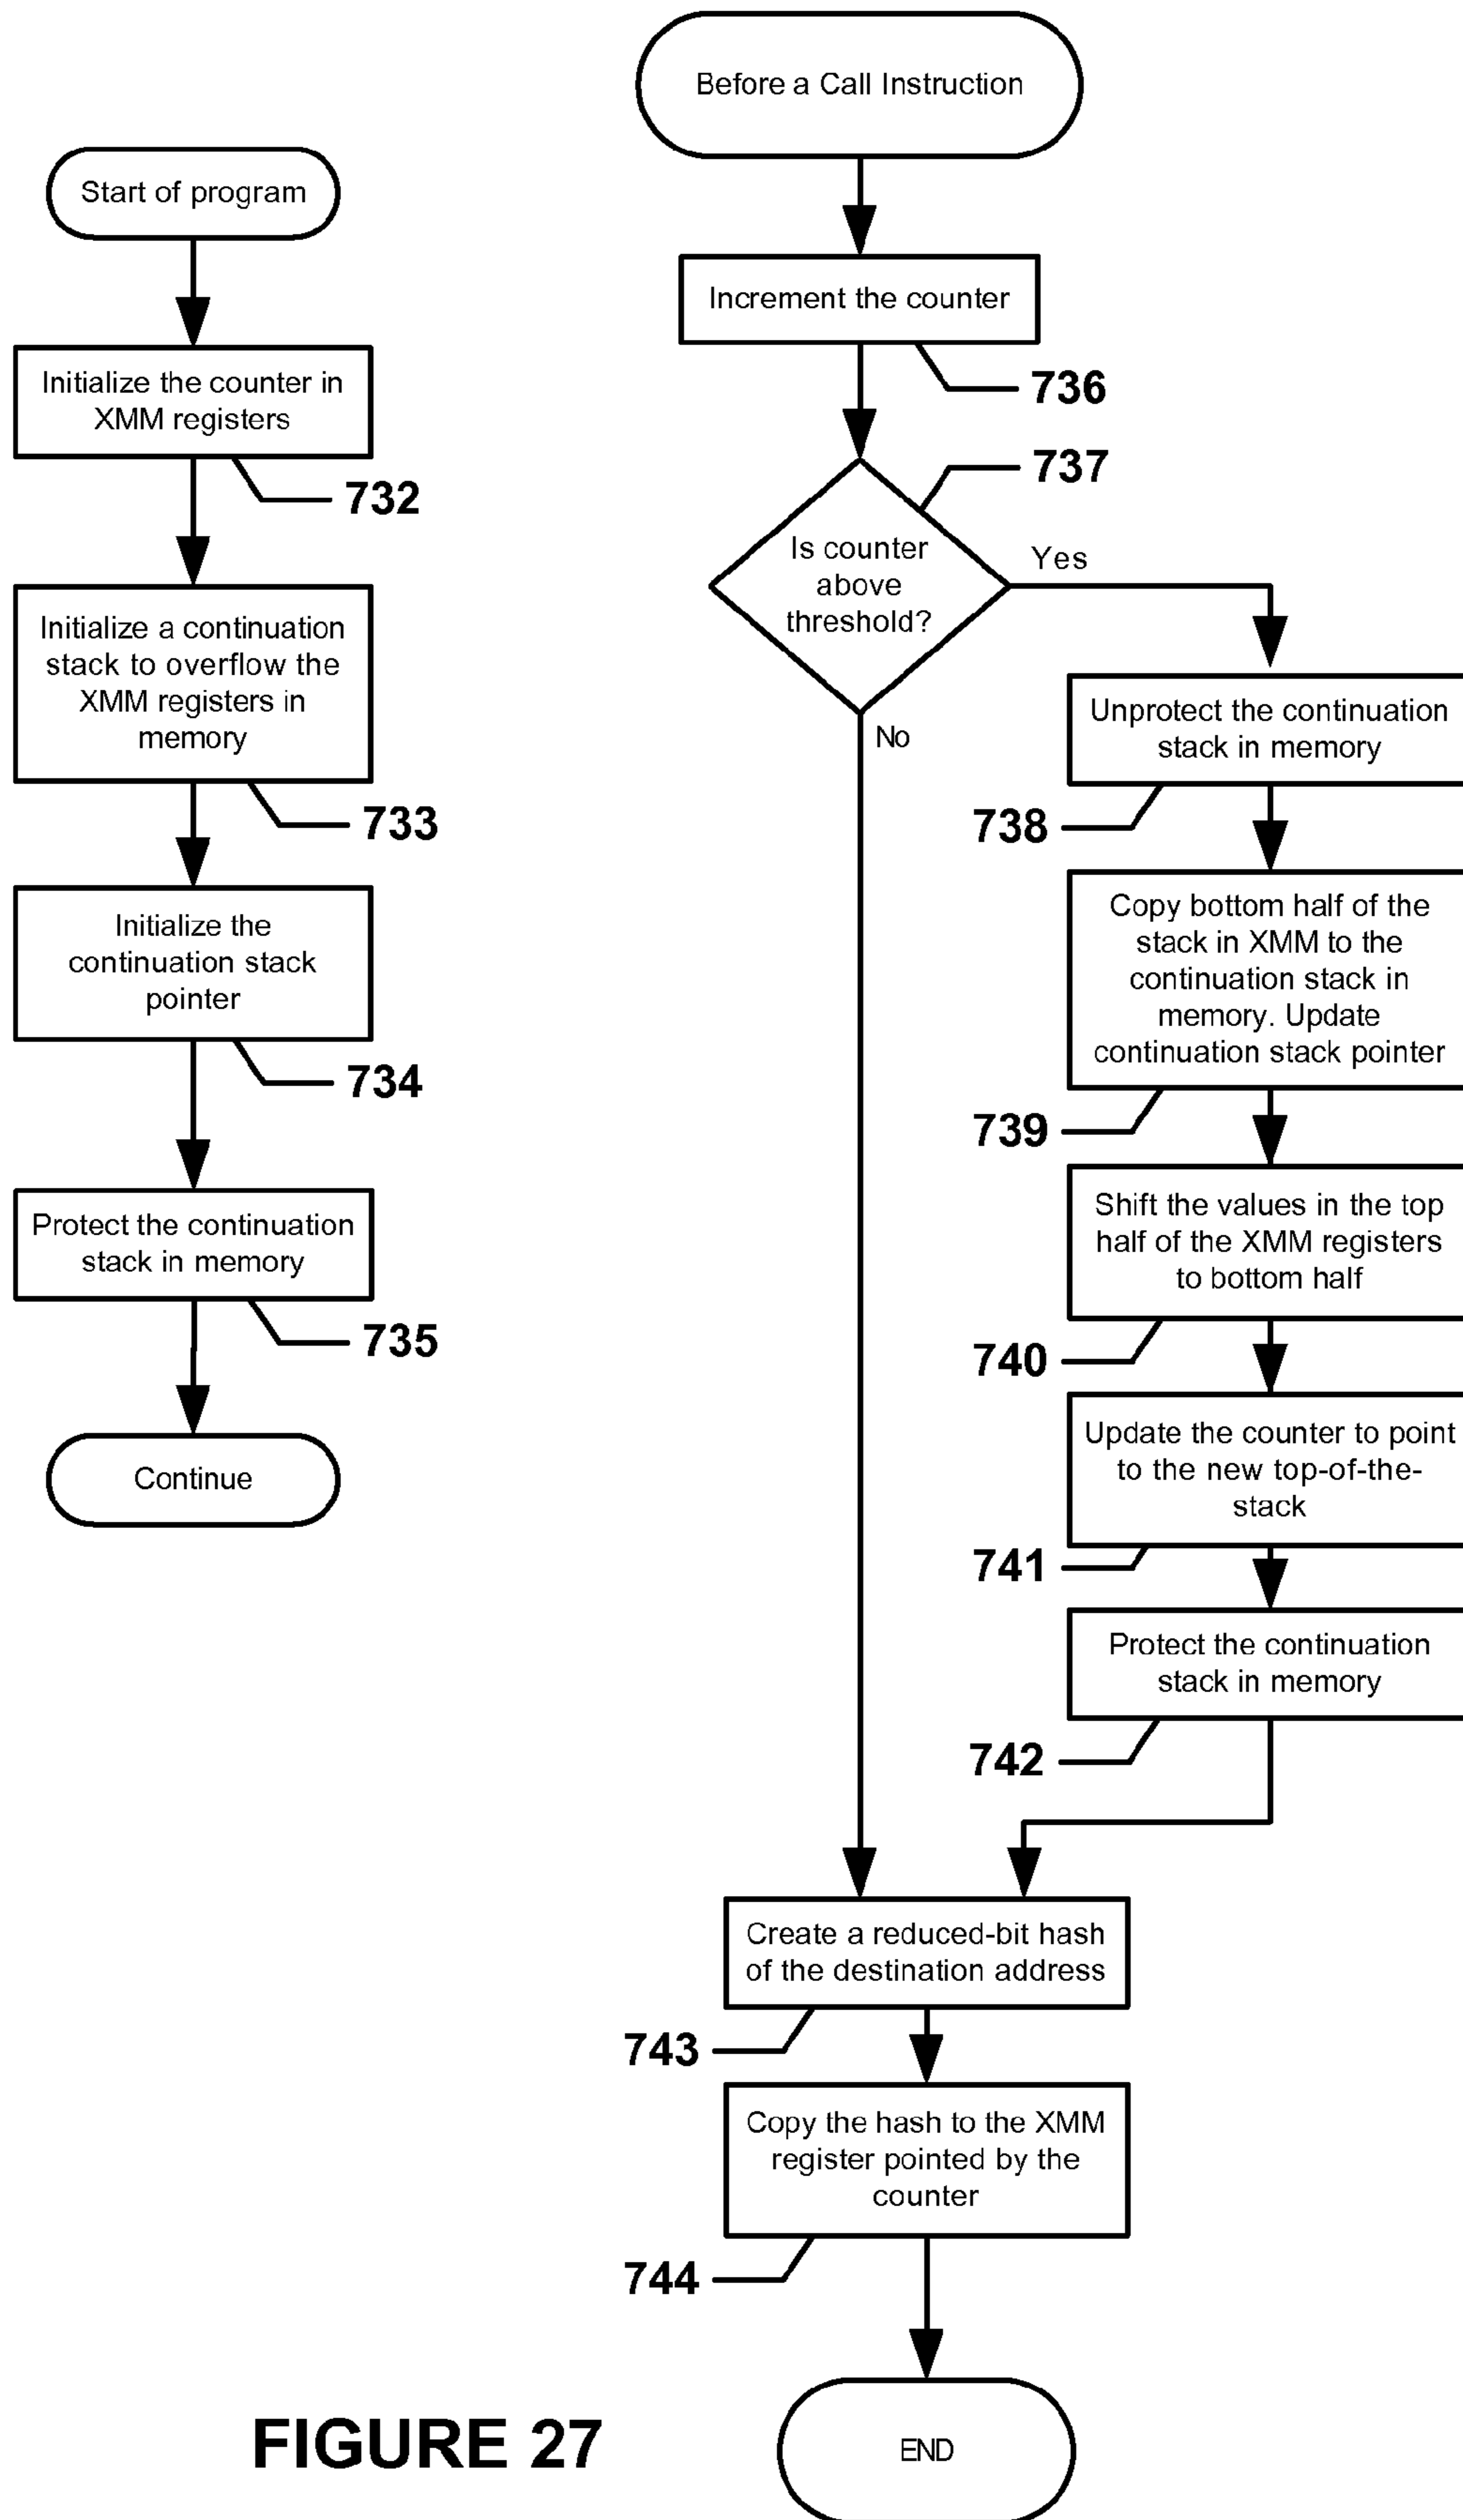 Start of program
Initialize the counter in
XMM registers
732
Initialize a continuation
stack to overflow the
XMM registers in
memory
733
Initialize the
continuation stack
pointer
734
Protect the continuation
stack in memory
735
Continue
Before a Call Instruction
Increment the counter
736
737
Is counter
above
threshold?
Yes
No
Unprotect the continuation
stack in memory
738
Copy bottom half of the
stack in XMM to the
continuation stack in
memory. Update
continuation stack pointer
739
Shift the values in the top
half of the XMM registers
to bottom half
740
Update the counter to point
to the new top-of-the-
stack
741
Protect the continuation
stack in memory
742
Create a reduced-bit hash
of the destination address
743
Copy the hash to the XMM
register pointed by the
counter
744
END
FIGURE 27